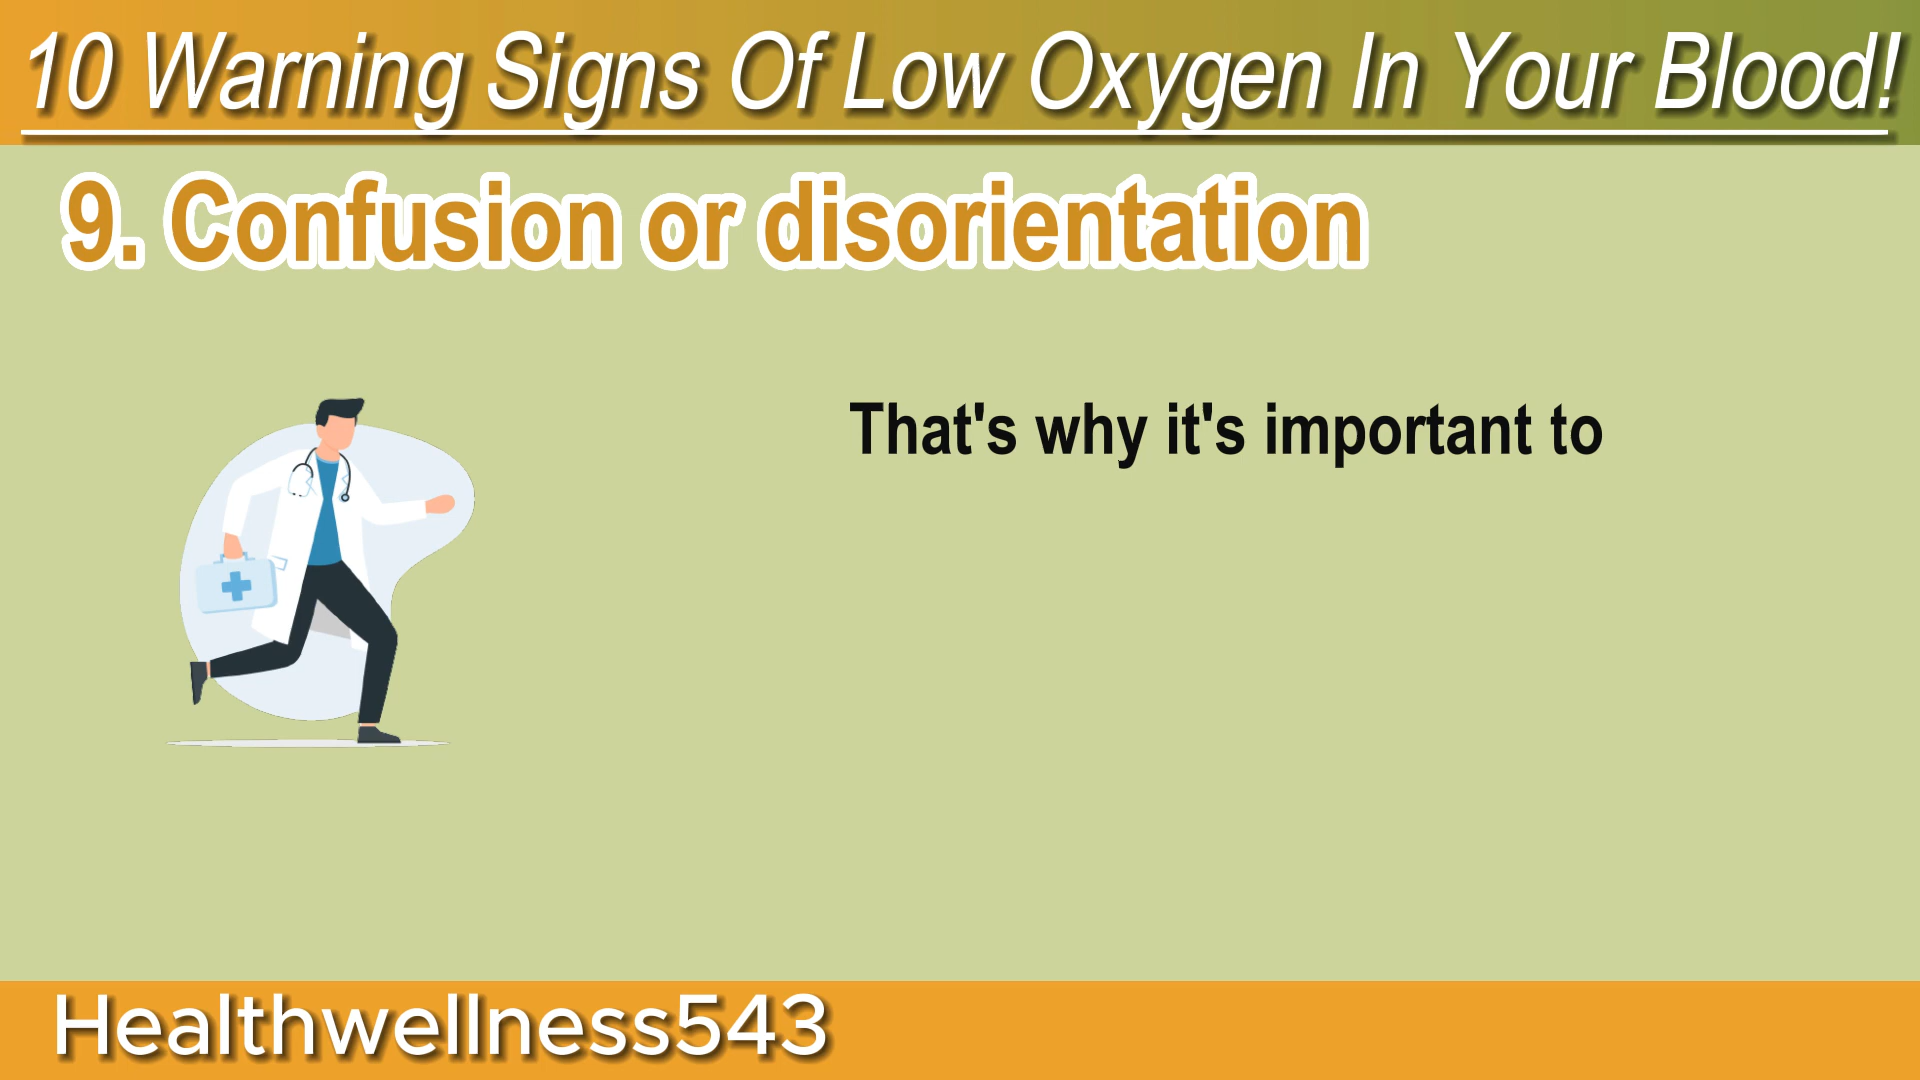 10 Warning Signs Of Low Oxygen In Your Blood!
9. Confusion or disorientation
That's why it's important to
Healthwellness543